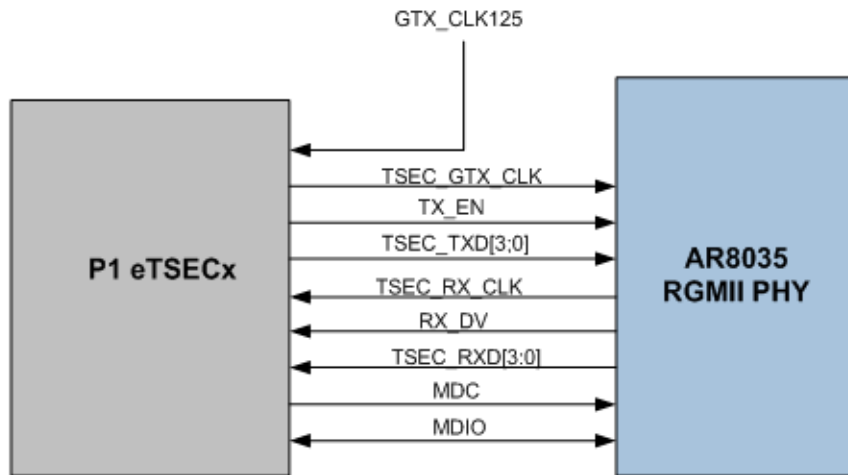 GTX_CLK125
TSEC_GTX_CLK
TX_EN
TSEC_TXD[3;0]
P1 eTSECx
AR8035
RGMII PHY
TSEC_RX_CLK
RX_DV
TSEC_RXD[3:0]
MDC
MDIO